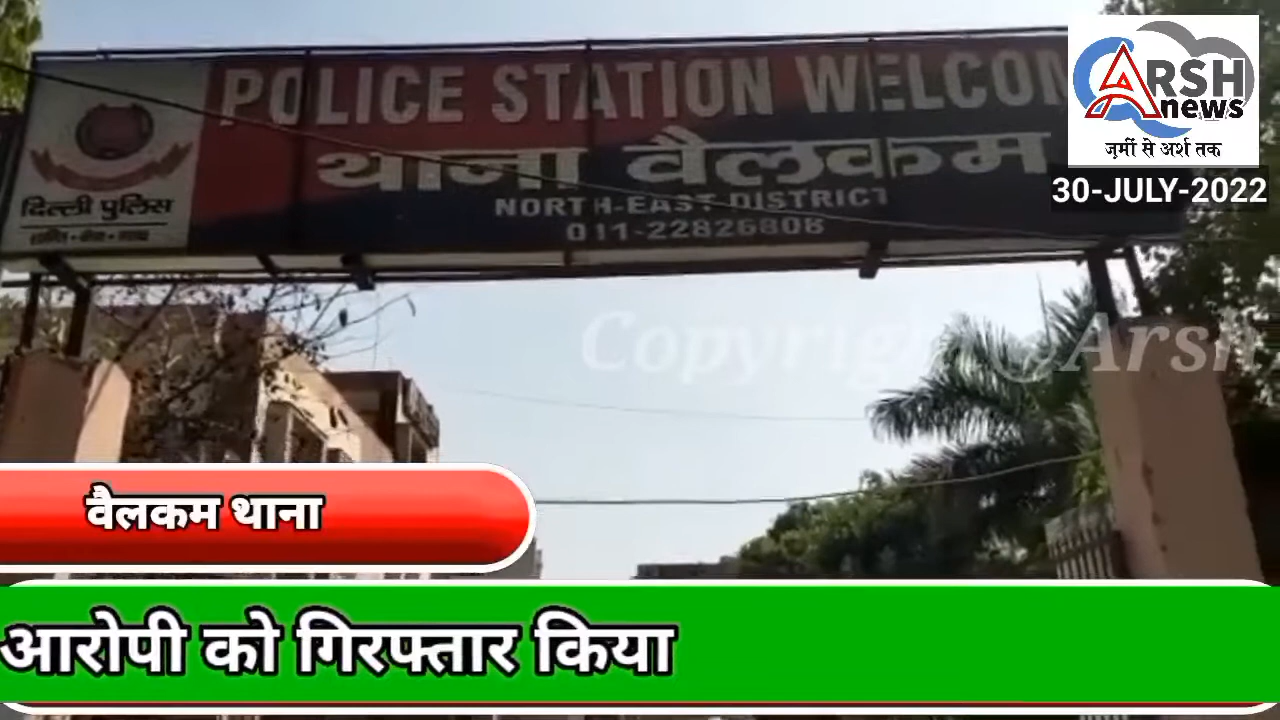 POLICE STATION WELCOM
थाना वैलकम
NORTH-EAST DISTRICT
011-22826808
दिल्ली पुलिस
ARSH
news
ज़मीं से अर्श तक
30-JULY-2022
Copyright Arsh
वैलकम थाना
आरोपी को गिरफ्तार किया